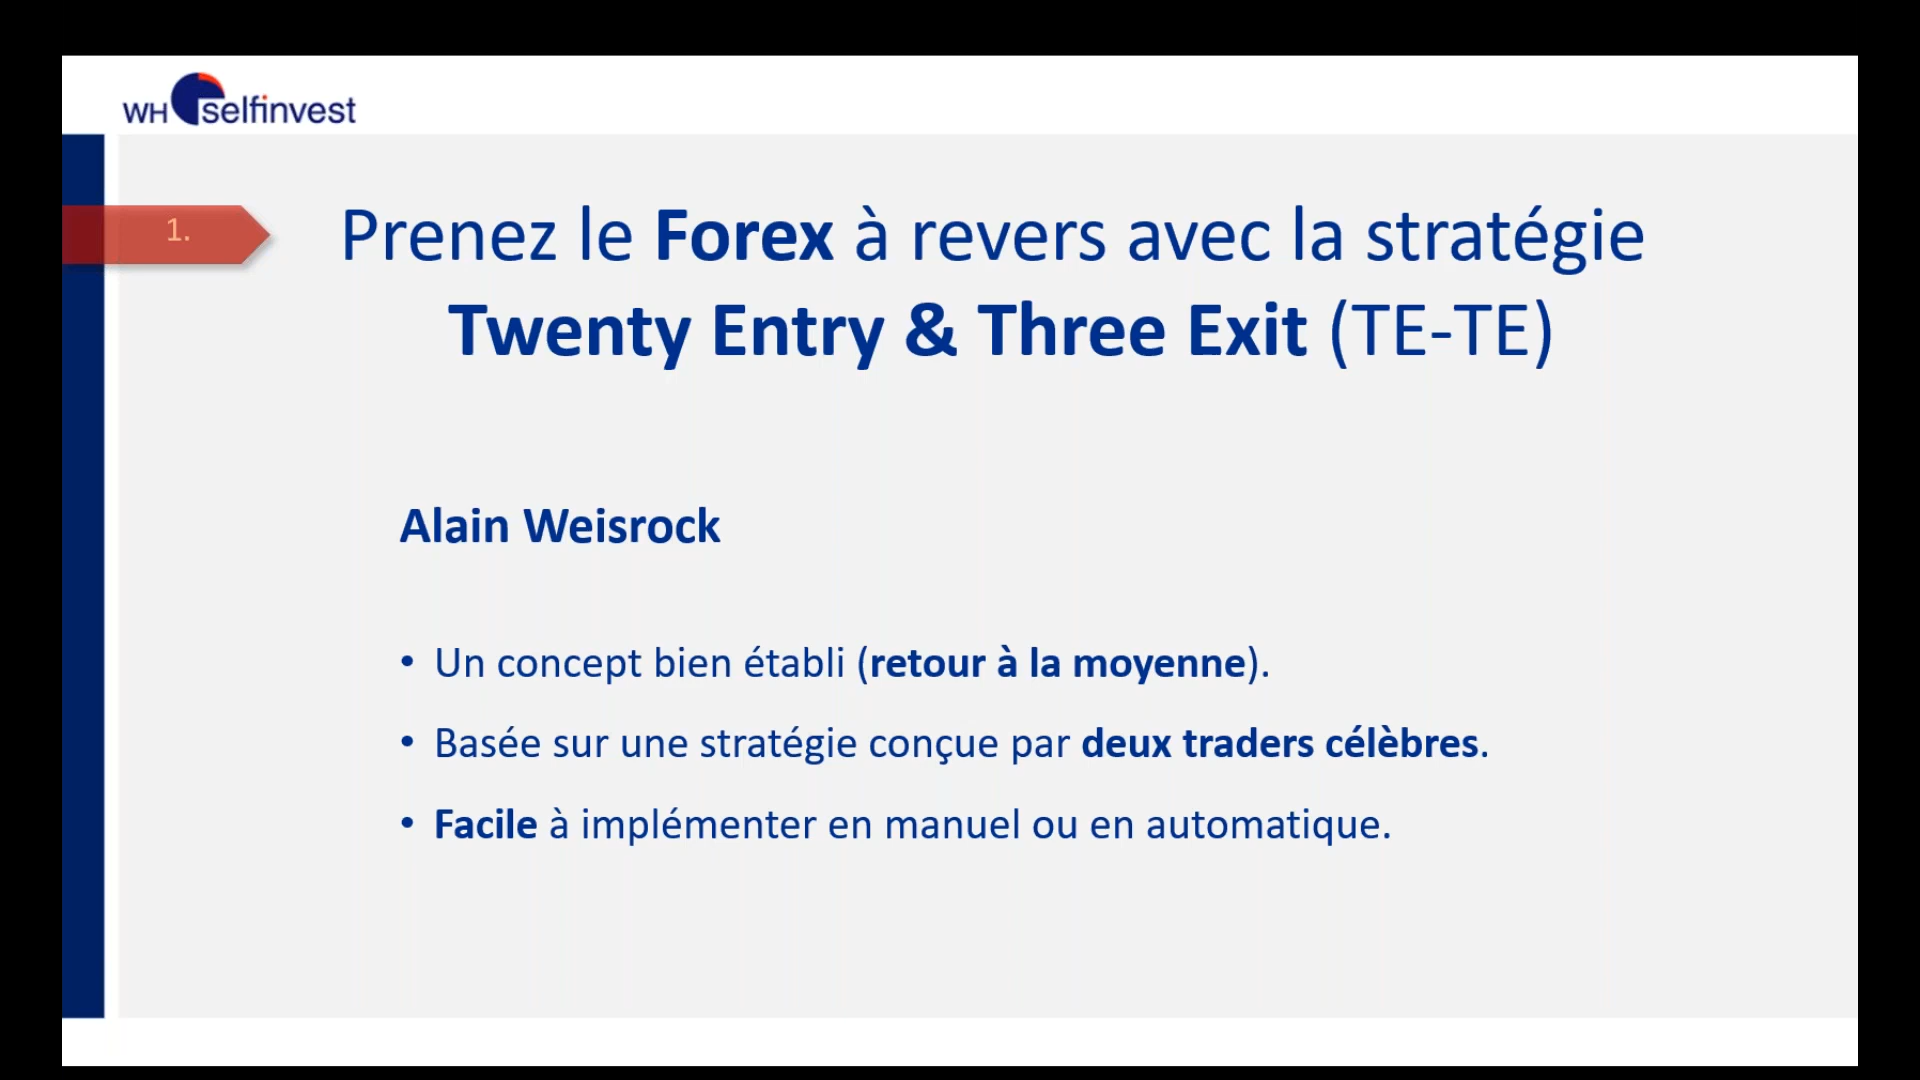 WH selfinvest
1.
Prenez le Forex à revers avec la stratégie
Twenty Entry & Three Exit (TE-TE)
Alain Weisrock
• Un concept bien établi (retour à la moyenne).
• Basée sur une stratégie conçue par deux traders célèbres.
• Facile à implémenter en manuel ou en automatique.